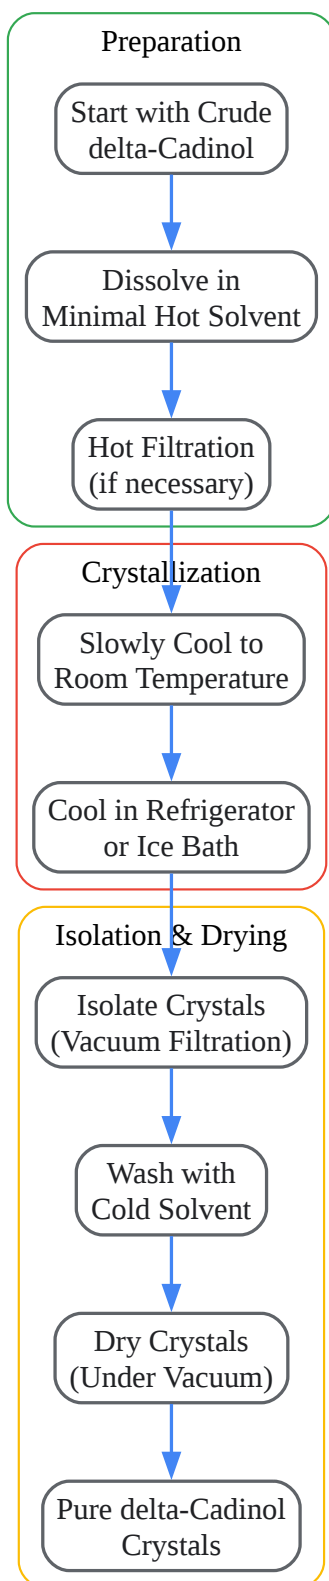 Preparation
Start with Crude
delta-Cadinol
Dissolve in
Minimal Hot Solvent
Hot Filtration
(if necessary)
Crystallization
Slowly Cool to
Room Temperature
Cool in Refrigerator
or Ice Bath
Isolation & Drying
Isolate Crystals
(Vacuum Filtration)
Wash with
Cold Solvent
Dry Crystals
(Under Vacuum)
Pure delta-Cadinol
Crystals